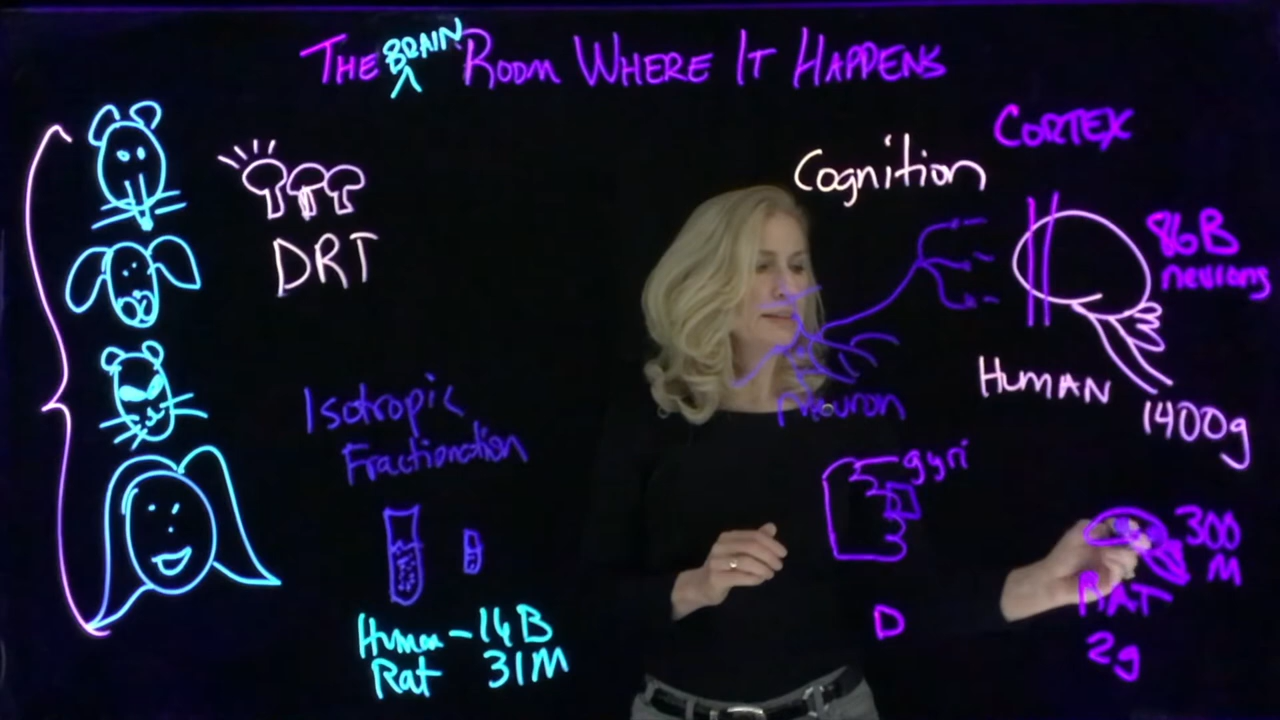 THE BRAIN ROOM WHERE IT HAPPENS
CORTEX
Cognition
DRT
86B
neurons
HUMAN
1400g
Isotropic
Fractionation
neuron
gyri
300
M
RAT
2g
D
Human - 16B
Rat 31M